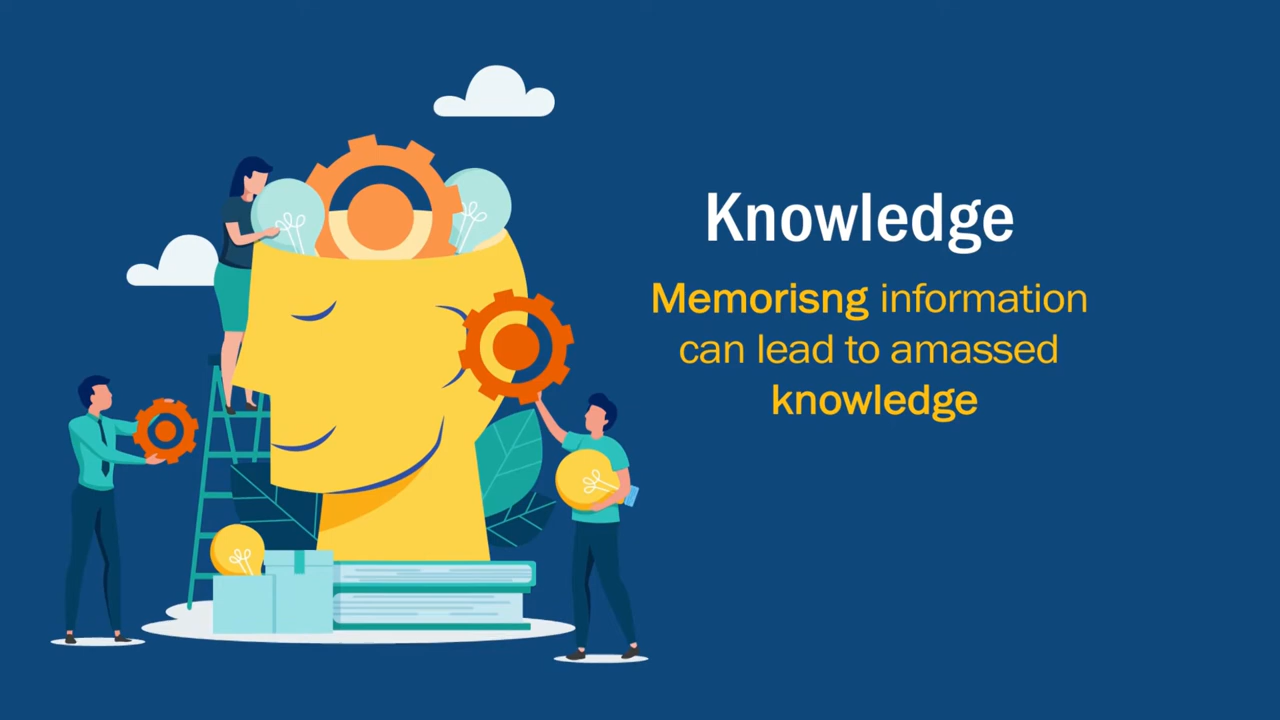 Knowledge
Memorisng information
can lead to amassed
knowledge